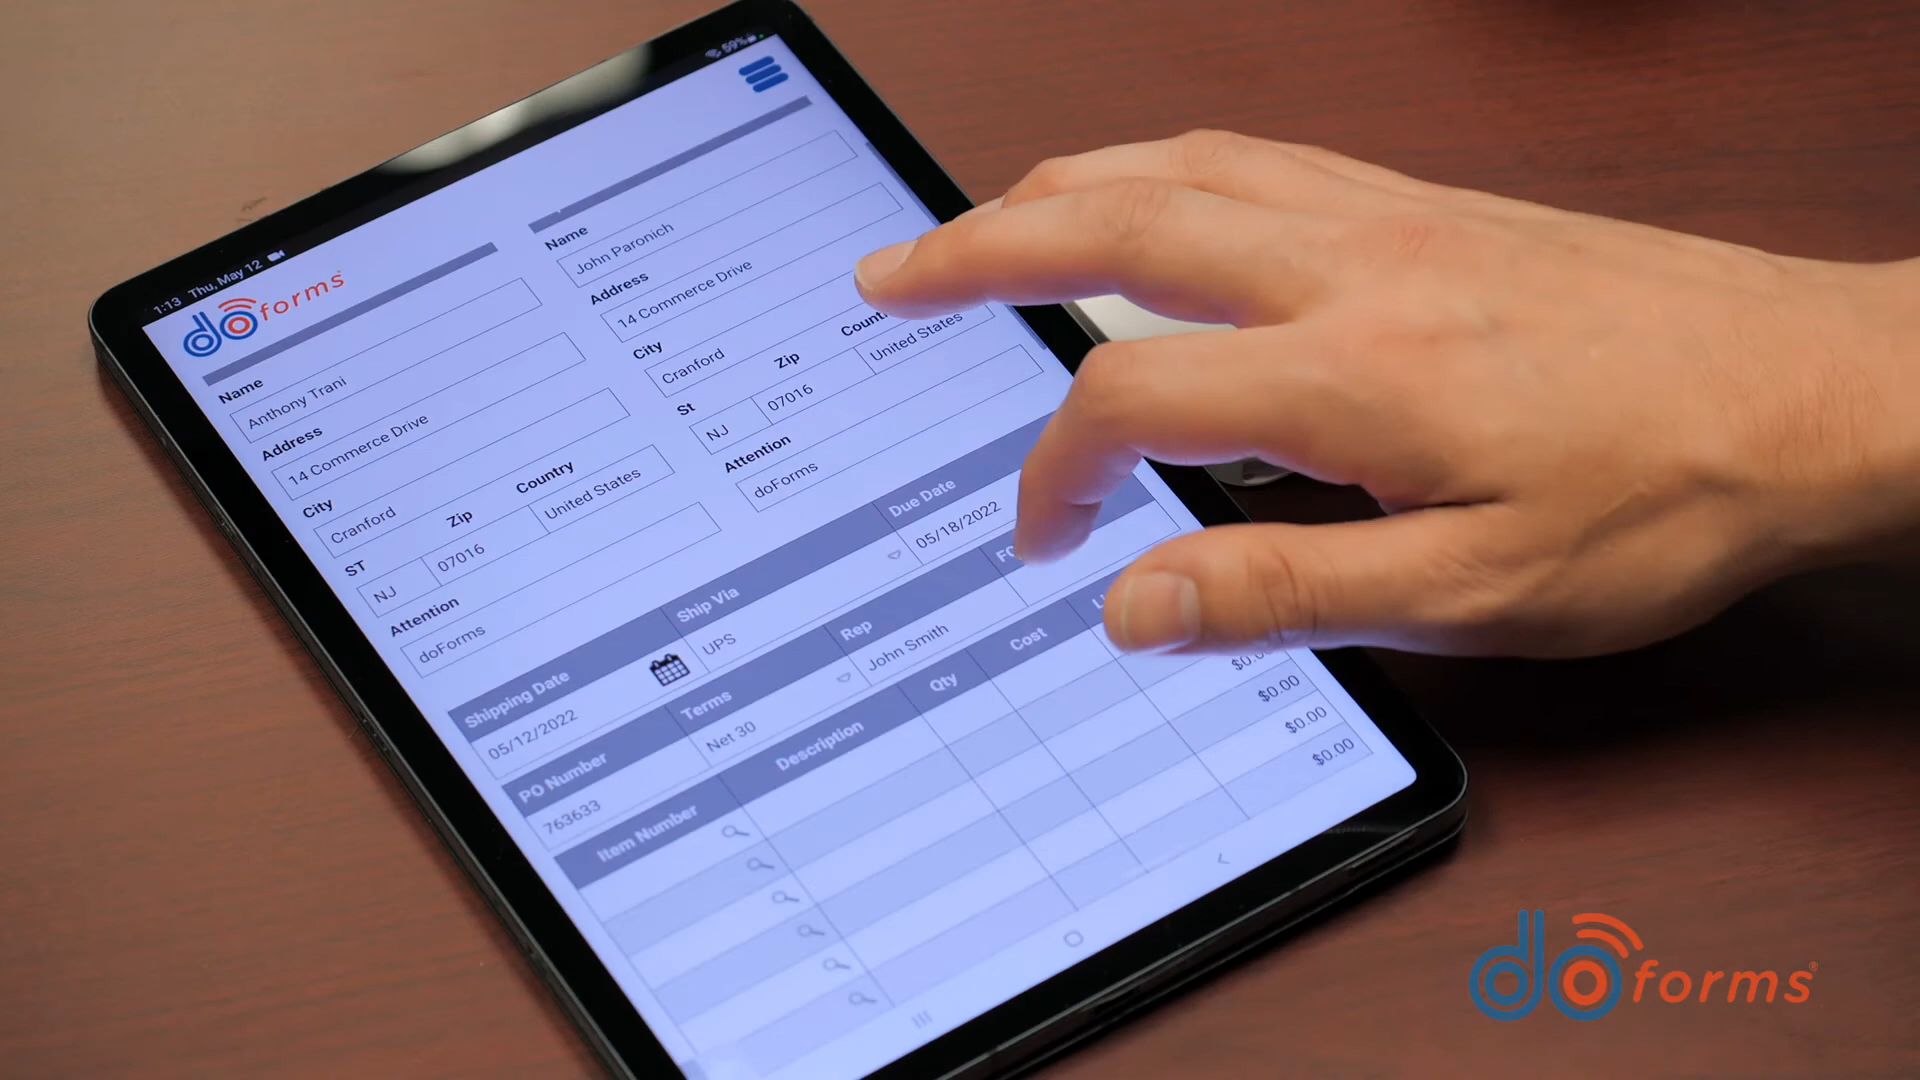 1:13 Thu, May 12
59%
doforms
Name
Anthony Trani
Address
14 Commerce Drive
City
Cranford
Zip
Country
United States
ST
NJ
07016
Attention
doForms
Name
John Paronich
Address
14 Commerce Drive
City
Cranford
Zip
United States
St
NJ
07016
Attention
doForms
Shipping Date
Ship Via
Due Date
05/12/2022
UPS
05/18/2022
PO Number
Terms
Rep
763633
Net 30
John Smith
Item Number
Description
Qty
Cost
$0.00
$0.00
$0.00
doforms®